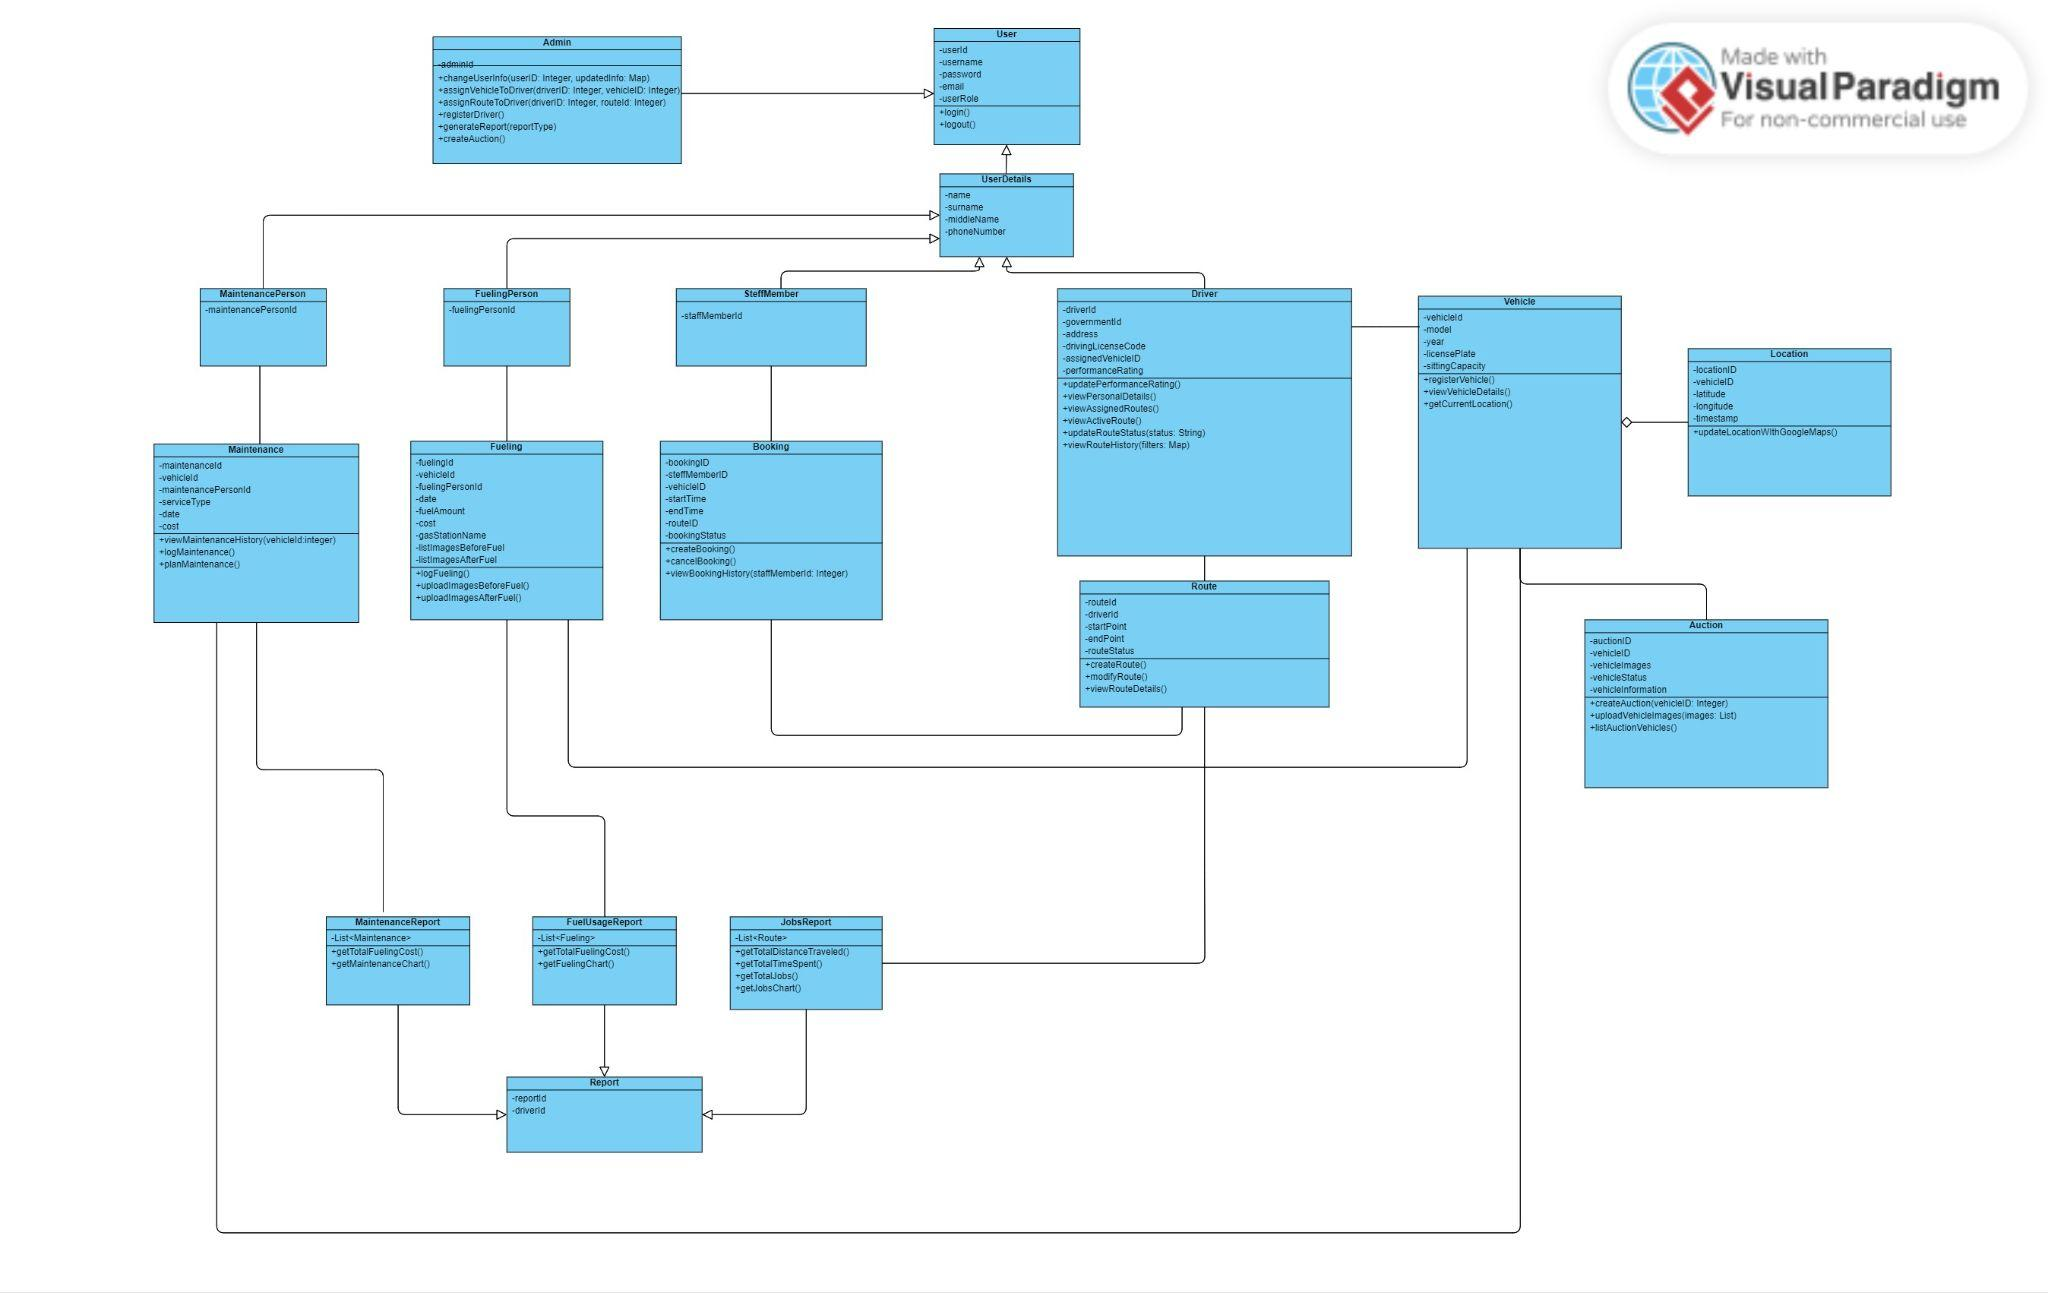 Made with
Visual Paradigm
For non-commercial use
Admin
-adminId
+changeUserInfo(userID: Integer, updatedInfo: Map)
+assignVehicleToDriver(driverID: Integer, vehicleID: Integer)
+assignRouteToDriver(driverID: Integer, routeId: Integer)
+registerDriver()
+generateReport(reportType)
+createAuction()
User
-userId
-username
-password
-email
-userRole
+login()
+logout()
UserDetails
-name
-surname
-middleName
-phoneNumber
MaintenancePerson
-maintenancePersonId
FuelingPerson
-fuelingPersonId
SteffMember
-staffMemberId
Driver
-driverId
-governmentId
-address
-drivingLicenseCode
-assignedVehicleID
-performanceRating
+updatePerformanceRating()
+viewPersonalDetails()
+viewAssignedRoutes()
+viewActiveRoute()
+updateRouteStatus(status: String)
+viewRouteHistory(filters: Map)
Vehicle
-vehicleId
-model
-year
-licensePlate
-sittingCapacity
+registerVehicle()
+viewVehicleDetails()
+getCurrentLocation()
Location
-locationID
-vehicleID
-latitude
-longitude
-timestamp
+updateLocationWIthGoogleMaps()
Maintenance
-maintenanceId
-vehicleId
-maintenancePersonId
-serviceType
-date
-cost
+viewMaintenanceHistory(vehicleId:integer)
+logMaintenance()
+planMaintenance()
Fueling
-fuelingId
-vehicleId
-fuelingPersonId
-date
-fuelAmount
-cost
-gasStationName
-listImagesBeforeFuel
-listImagesAfterFuel
+logFueling()
+uploadImagesBeforeFuel()
+uploadImagesAfterFuel()
Booking
-bookingID
-steffMemberID
-vehicleID
-startTime
-endTime
-routeID
-bookingStatus
+createBooking()
+cancelBooking()
+viewBookingHistory(staffMemberId: Integer)
Route
-routeId
-driverId
-startPoint
-endPoint
-routeStatus
+createRoute()
+modifyRoute()
+viewRouteDetails()
Auction
-auctionID
-vehicleID
-vehicleImages
-vehicleStatus
-vehicleInformation
+createAuction(vehicleID: Integer)
+uploadVehicleImages(images: List)
+listAuctionVehicles()
MaintenanceReport
-List<Maintenance>
+getTotalFuelingCost()
+getMaintenanceChart()
FuelUsageReport
-List<Fueling>
+getTotalFuelingCost()
+getFuelingChart()
JobsReport
-List<Route>
+getTotalDistanceTraveled()
+getTotalTimeSpent()
+getTotalJobs()
+getJobsChart()
Report
-reportId
-driverId